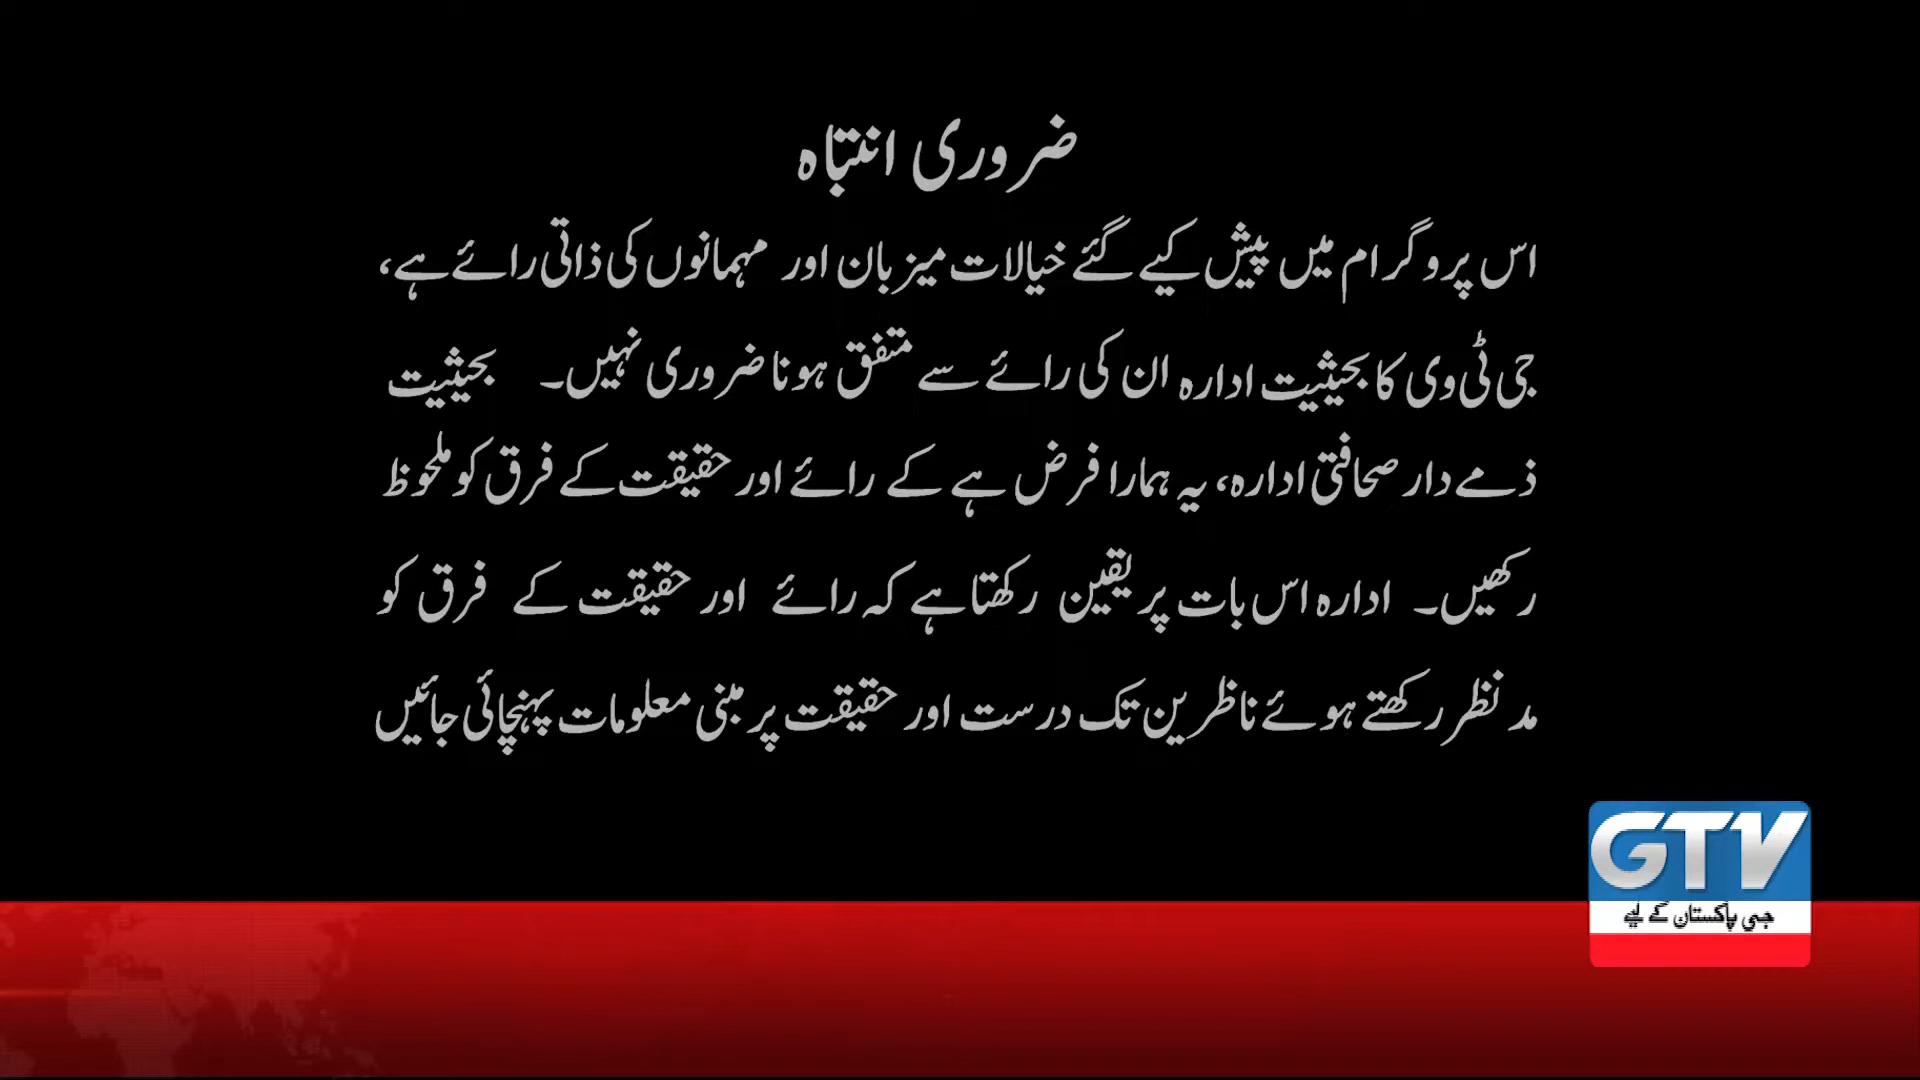 ضروری انتباہ
اس پروگرام میں پیش کیے گئے خیالات میزبان اور مہمانوں کی ذاتی رائے ہے،
جی ٹی وی کا بحیثیت ادارہ ان کی رائے سے متفق ہونا ضروری نہیں۔ بحیثیت
ذمے دار صحافتی ادارہ، یہ ہمارا فرض ہے کے رائے اور حقیقت کے فرق کو ملحوظ
رکھیں۔ ادارہ اس بات پر یقین رکھتا ہے کہ رائے اور حقیقت کے فرق کو
مد نظر رکھتے ہوئے ناظرین تک درست اور حقیقت پر مبنی معلومات پہنچائی جائیں
GTV
جی پاکستان کے لیے